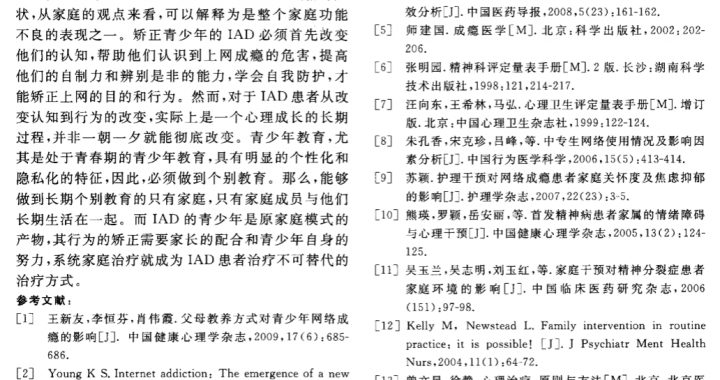 状,从家庭的观点来看,可以解释为是整个家庭功能
不良的表现之一。矫正青少年的 IAD 必须首先改变
他们的认知,帮助他们认识到上网成瘾的危害,提高
他们的自制力和辨别是非的能力,学会自我防护,才
能矫正上网的目的和行为。然而,对于 IAD 患者从改
变认知到行为的改变,实际上是一个心理成长的长期
过程,并非一朝一夕就能彻底改变。青少年教育,尤
其是处于青春期的青少年教育,具有明显的个性化和
隐私化的特征,因此,必须做到个别教育。那么,能够
做到长期个别教育的只有家庭,只有家庭成员与他们
长期生活在一起。而 IAD 的青少年是原家庭模式的
产物,其行为的矫正需要家长的配合和青少年自身的
努力,系统家庭治疗就成为 IAD 患者治疗不可替代的
治疗方式。
参考文献:
[1] 王新友,李恒芬,肖伟霞.父母教养方式对青少年网络成
瘾的影响[J].中国健康心理学杂志,2009,17(6):685-
686.
[2] Young K S. Internet addiction: The emergence of a new
效分析[J].中国医药导报,2008,5(23):161-162.
[5] 师建国.成瘾医学[M].北京:科学出版社,2002:202-
206.
[6] 张明园.精神科评定量表手册[M].2 版.长沙:湖南科学
技术出版社,1998:121,214-217.
[7] 汪向东,王希林,马弘.心理卫生评定量表手册[M].增订
版.北京:中国心理卫生杂志社,1999:122-124.
[8] 朱孔香,宋克珍,吕峰,等.中专生网络使用情况及影响因
素分析[J].中国行为医学科学,2006,15(5):413-414.
[9] 苏颖.护理干预对网络成瘾患者家庭关怀度及焦虑抑郁
的影响[J].护理学杂志,2007,22(23):3-5.
[10] 熊瑛,罗颖,岳安丽,等.首发精神病患者家属的情绪障碍
与心理干预[J].中国健康心理学杂志,2005,13(2):124-
125.
[11] 吴玉兰,吴志明,刘玉红,等.家庭干预对精神分裂症患者
家庭环境的影响[J].中国临床医药研究杂志,2006
(151):97-98.
[12] Kelly M, Newstead L. Family intervention in routine
practice: it is possible! [J]. J Psychiatr Ment Health
Nurs,2004,11(1):64-72.